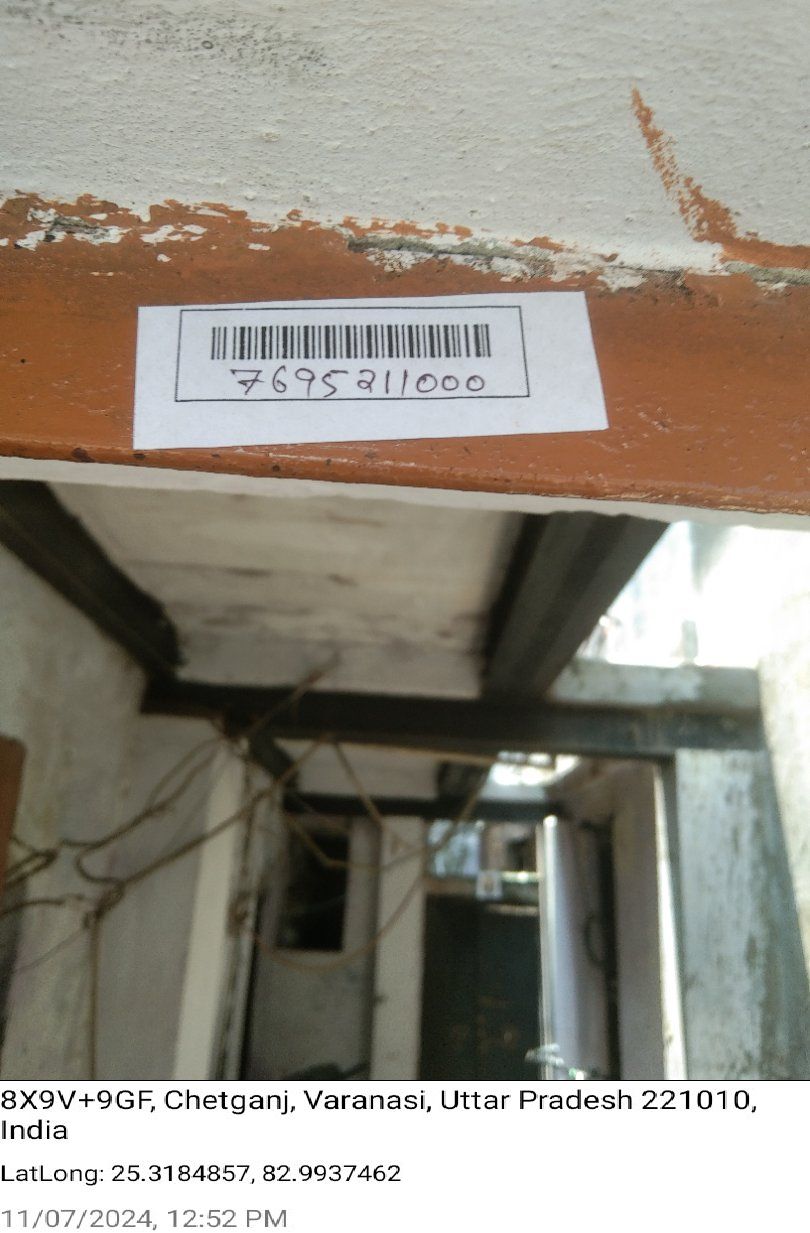 7695211000
8X9V+9GF, Chetganj, Varanasi, Uttar Pradesh 221010,
India
LatLong: 25.3184857, 82.9937462
11/07/2024, 12:52 PM